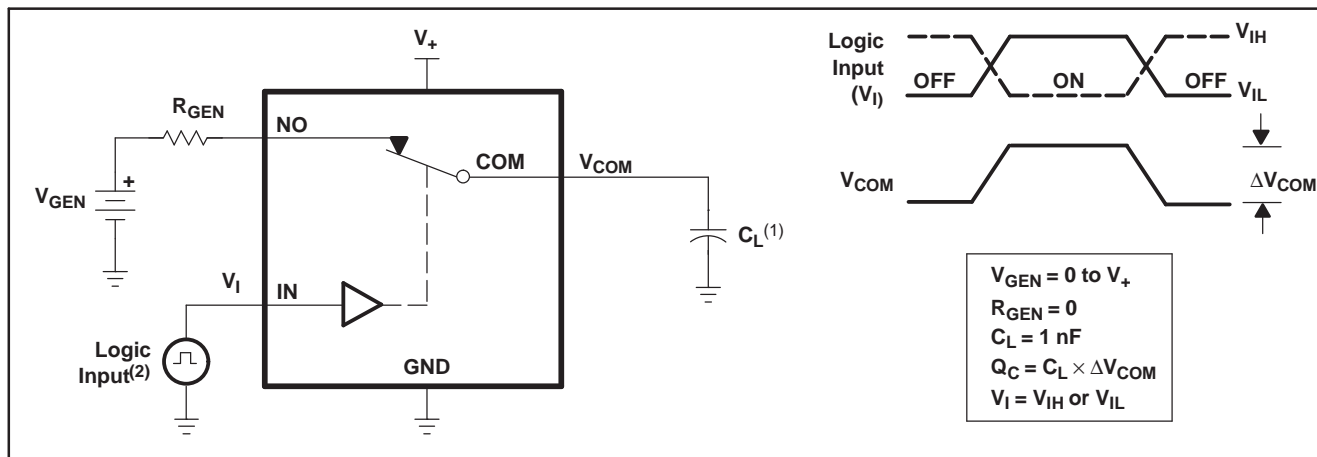 V+
RGEN
NO
COM
VCOM
VGEN
+
CL(1)
VI
IN
Logic
Input(2)
GND
Logic
Input
(VI)
OFF
ON
OFF
VIH
VIL
VCOM
ΔVCOM
VGEN = 0 to V+
RGEN = 0
CL = 1 nF
QC = CL × ΔVCOM
VI = VIH or VIL